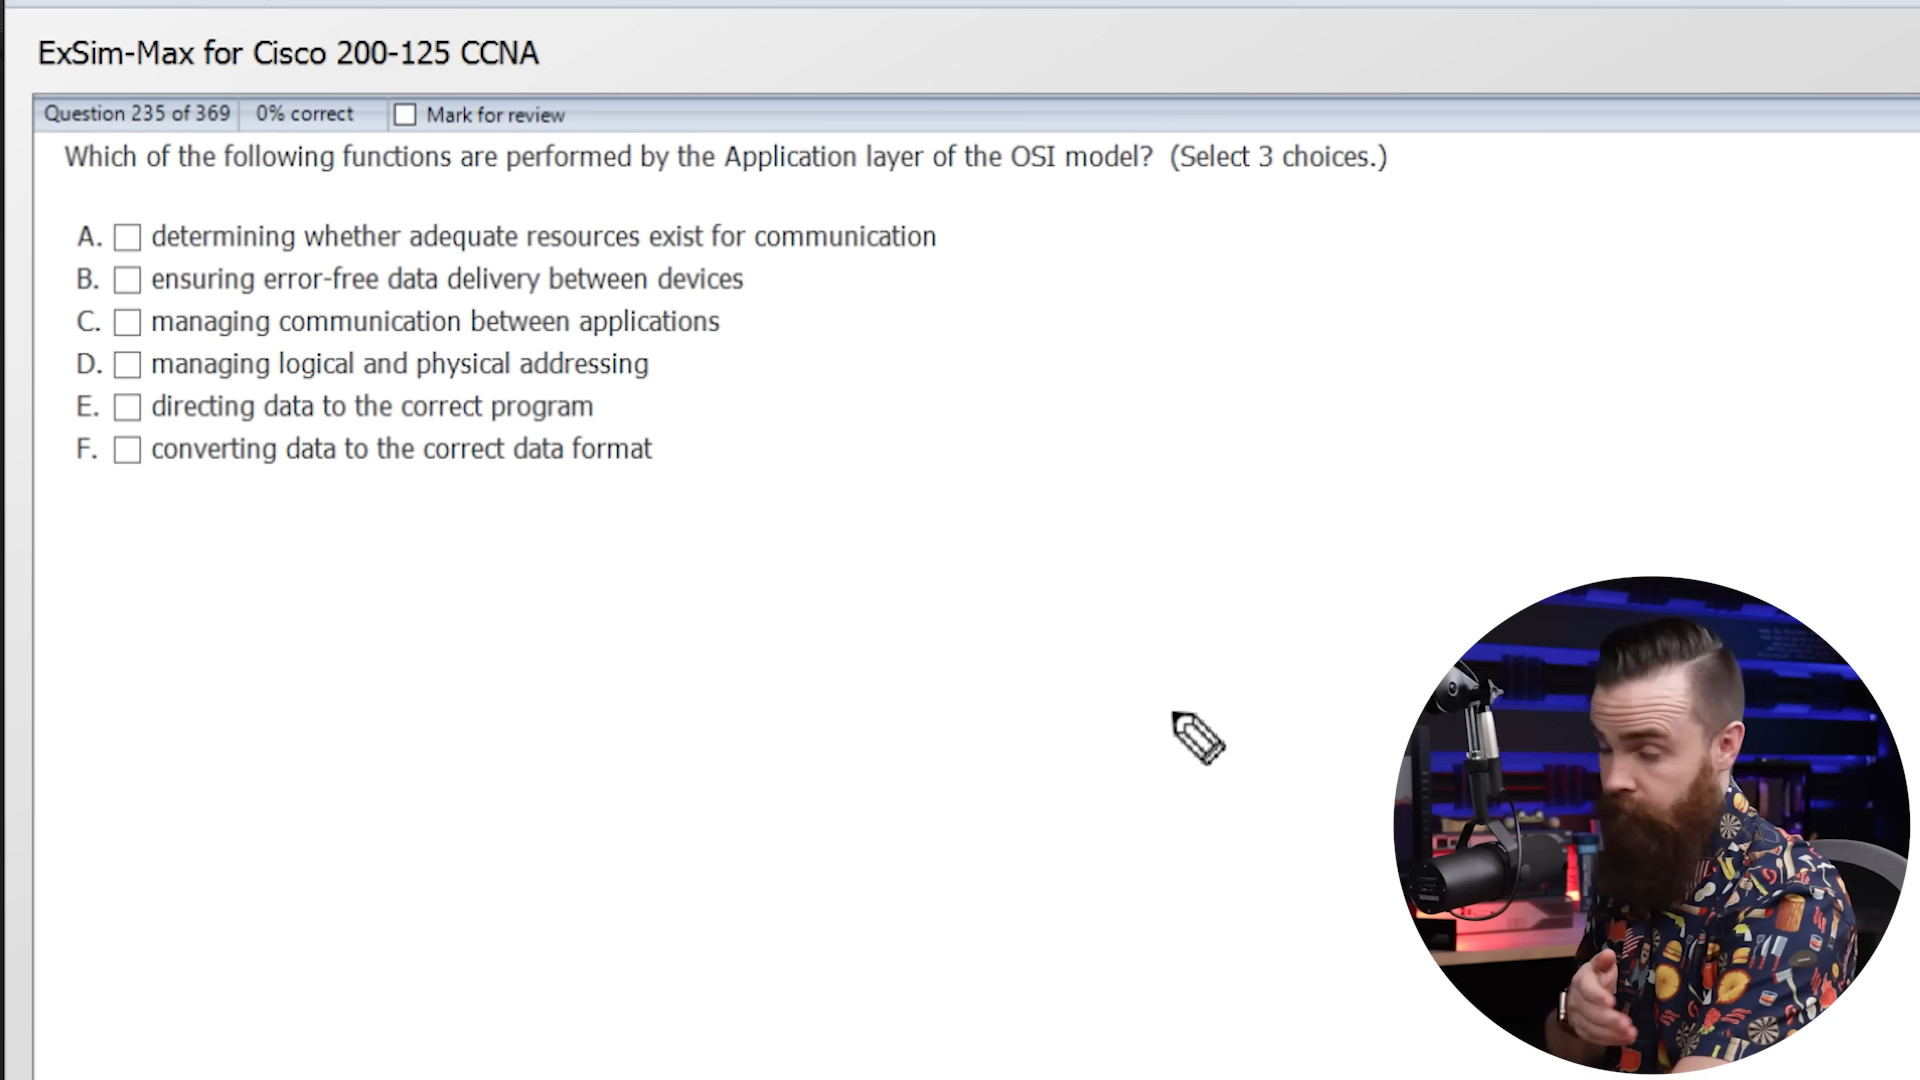 ExSim-Max for Cisco 200-125 CCNA
Question 235 of 369 0% correct Mark for review
Which of the following functions are performed by the Application layer of the OSI model? (Select 3 choices.)
A. determining whether adequate resources exist for communication
B. ensuring error-free data delivery between devices
C. managing communication between applications
D. managing logical and physical addressing
E. directing data to the correct program
F. converting data to the correct data format